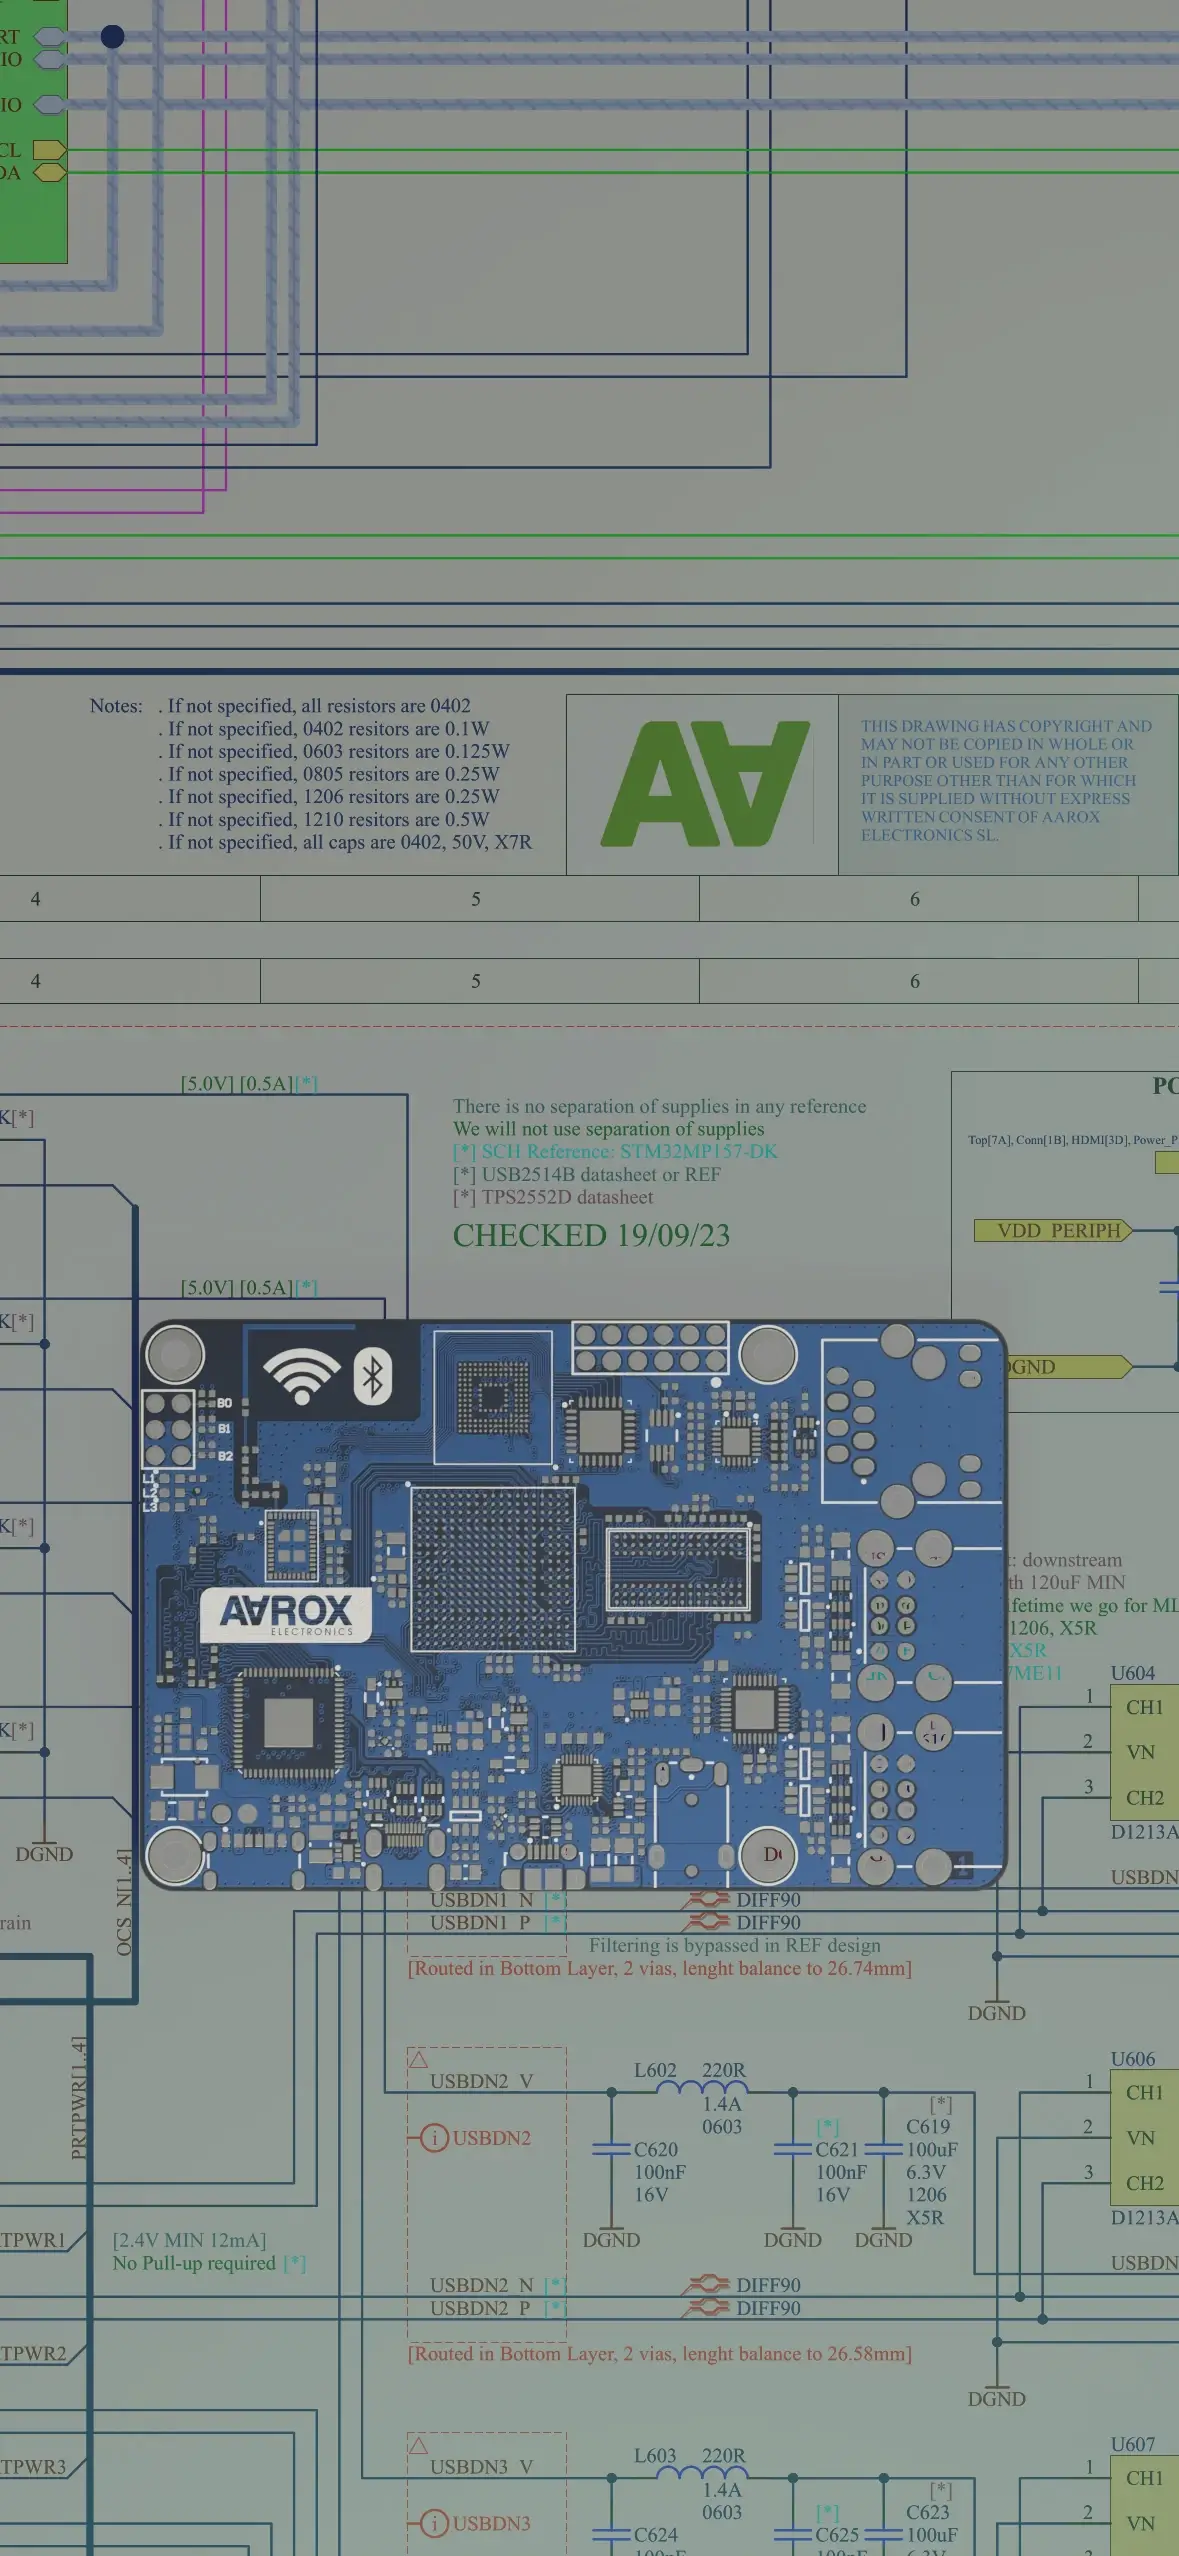 RT
IO
IO
CL
DA
Notes: . If not specified, all resistors are 0402
. If not specified, 0402 resitors are 0.1W
. If not specified, 0603 resitors are 0.125W
. If not specified, 0805 resitors are 0.25W
. If not specified, 1206 resitors are 0.25W
. If not specified, 1210 resitors are 0.5W
. If not specified, all caps are 0402, 50V, X7R
THIS DRAWING HAS COPYRIGHT AND
MAY NOT BE COPIED IN WHOLE OR
IN PART OR USED FOR ANY OTHER
PURPOSE OTHER THAN FOR WHICH
IT IS SUPPLIED WITHOUT EXPRESS
WRITTEN CONSENT OF AAROX
ELECTRONICS SL.
4 5 6
4 5 6
[5.0V] [0.5A][*]
K[*]
There is no separation of supplies in any reference
We will not use separation of supplies
[*] SCH Reference: STM32MP157-DK
[*] USB2514B datasheet or REF
[*] TPS2552D datasheet
CHECKED 19/09/23
PO
Top[7A], Conn[1B], HDMI[3D], Power_P
VDD_PERIPH
DGND
[5.0V] [0.5A][*]
K[*]
B0
B1
B2
K[*]
AAROX
ELECTRONICS
: downstream
th 120uF MIN
ifetime we go for ML
1206, X5R
X5R
ME11
U604
1 CH1
2 VN
3 CH2
D1213A
K[*]
DGND
USBDN
OCS_N[1..4]
rain
USBDN1_N [*] DIFF90
USBDN1_P [*] DIFF90
Filtering is bypassed in REF design
[Routed in Bottom Layer, 2 vias, lenght balance to 26.74mm]
DGND
PRTPWR[1..4]
USBDN2_V
USBDN2
L602 220R
1.4A
0603
C620
100nF
16V
[*]
C621
100nF
16V
[*]
C619
100uF
6.3V
1206
X5R
DGND DGND DGND
U606
1 CH1
2 VN
3 CH2
D1213A
USBDN
TPWR1
[2.4V MIN 12mA]
No Pull-up required [*]
USBDN2_N [*] DIFF90
USBDN2_P [*] DIFF90
[Routed in Bottom Layer, 2 vias, lenght balance to 26.58mm]
TPWR2
DGND
TPWR3
USBDN3_V
USBDN3
L603 220R
1.4A
0603
C624
100nF
[*]
C625
100nF
[*]
C623
100uF
6.3V
U607
1 CH1
2 VN